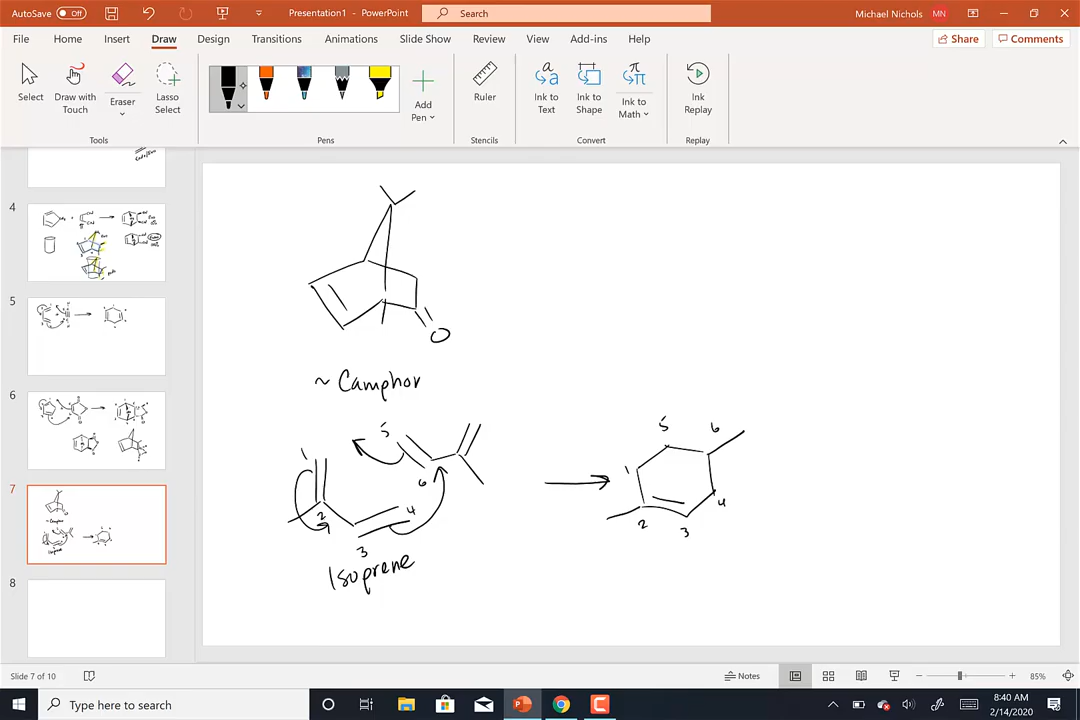 AutoSave Off Presentation1 - PowerPoint Search Michael Nichols MN
File Home Insert Draw Design Transitions Animations Slide Show Review View Add-ins Help Share Comments
Select Draw with Touch Eraser Lasso Select Add Pen Ruler Ink to Text Ink to Shape Ink to Math Ink Replay
Tools Pens Stencils Convert Replay
4
5
6
7
8
O
~ Camphor
5
6
1
2
3
4
Isoprene
5
6
1
2
3
4
Slide 7 of 10 Notes 85%
Type here to search 8:40 AM
2/14/2020